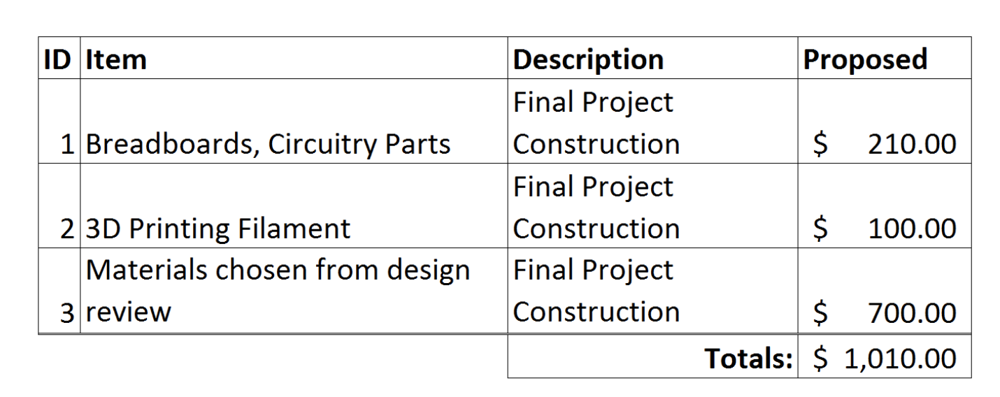 ID Item Description Proposed
Final Project
1 Breadboards, Circuitry Parts Construction $ 210.00
Final Project
2 3D Printing Filament Construction $ 100.00
Materials chosen from design Final Project
3 review Construction $ 700.00
Totals: $ 1,010.00